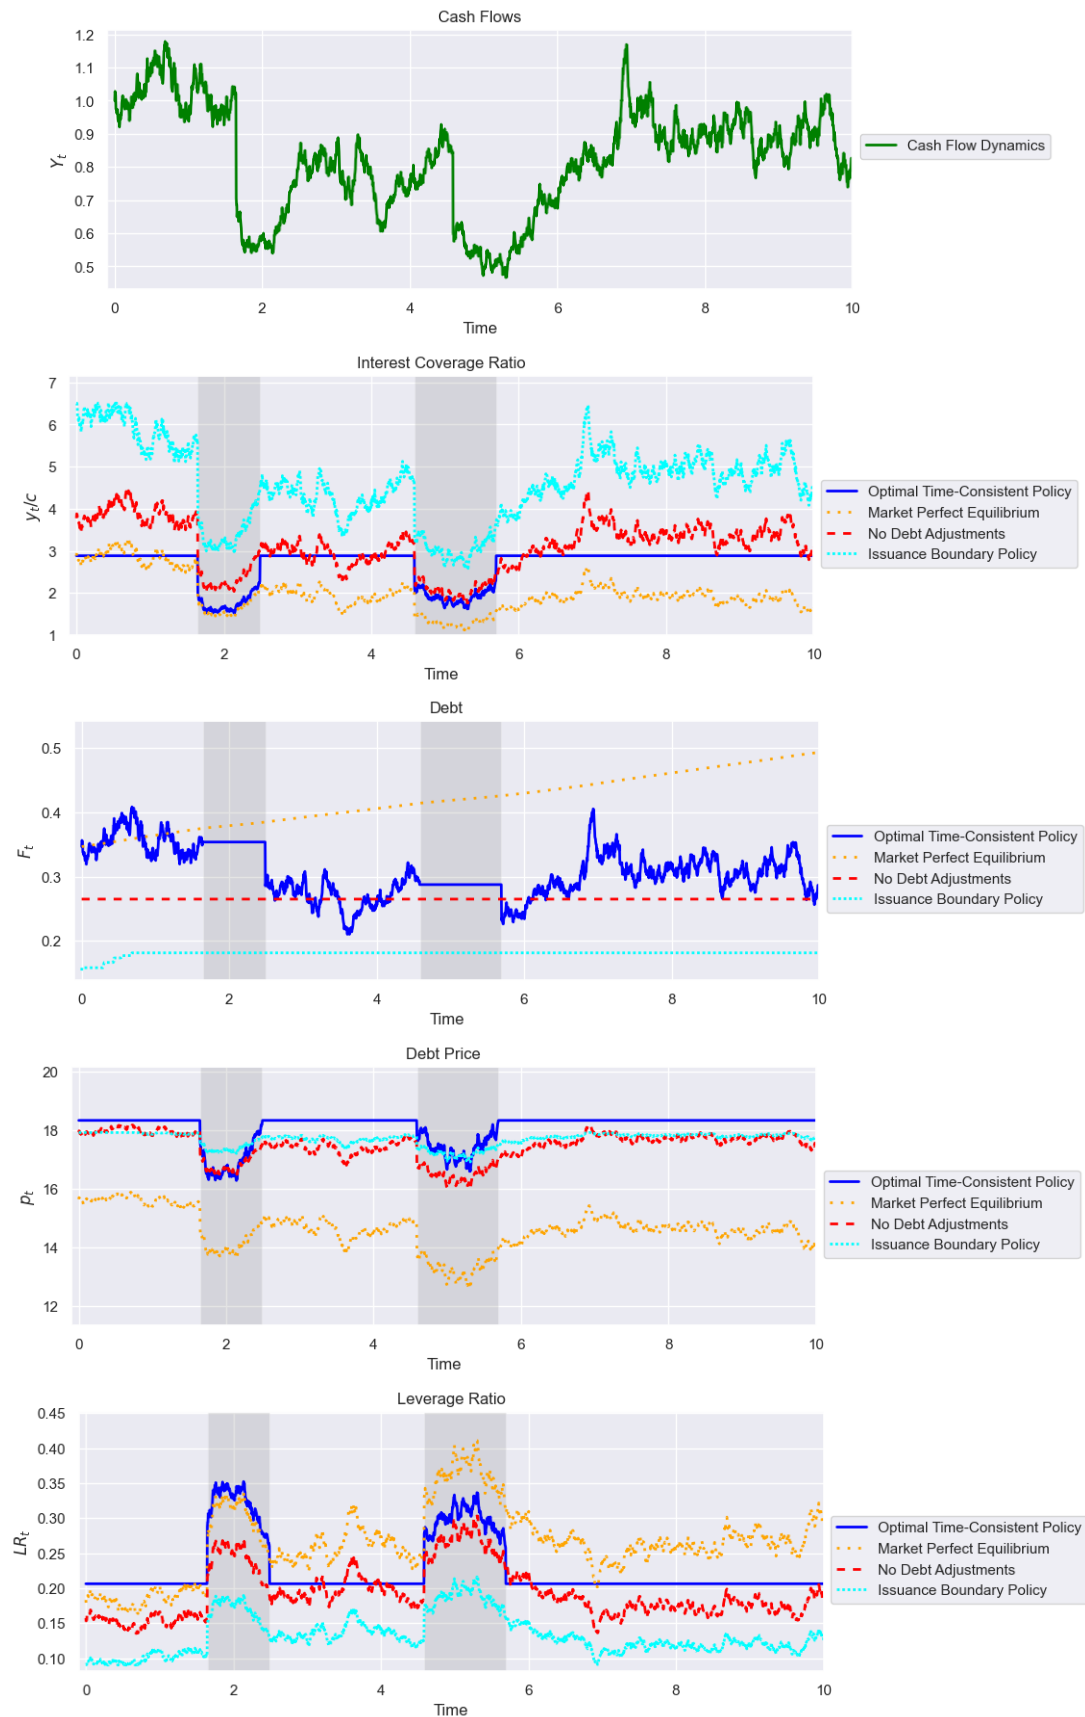 Cash Flows
1.2
1.1
1.0
0.9
0.8
0.7
0.6
0.5
Y_t
0 2 4 6 8 10
Time
Cash Flow Dynamics
Interest Coverage Ratio
7
6
5
4
3
2
1
y_t/c
0 2 4 6 8 10
Time
Optimal Time-Consistent Policy
Market Perfect Equilibrium
No Debt Adjustments
Issuance Boundary Policy
Debt
0.5
0.4
0.3
0.2
F_t
0 2 4 6 8 10
Time
Optimal Time-Consistent Policy
Market Perfect Equilibrium
No Debt Adjustments
Issuance Boundary Policy
Debt Price
20
18
16
14
12
p_t
0 2 4 6 8 10
Time
Optimal Time-Consistent Policy
Market Perfect Equilibrium
No Debt Adjustments
Issuance Boundary Policy
Leverage Ratio
0.45
0.40
0.35
0.30
0.25
0.20
0.15
0.10
LR_t
0 2 4 6 8 10
Time
Optimal Time-Consistent Policy
Market Perfect Equilibrium
No Debt Adjustments
Issuance Boundary Policy